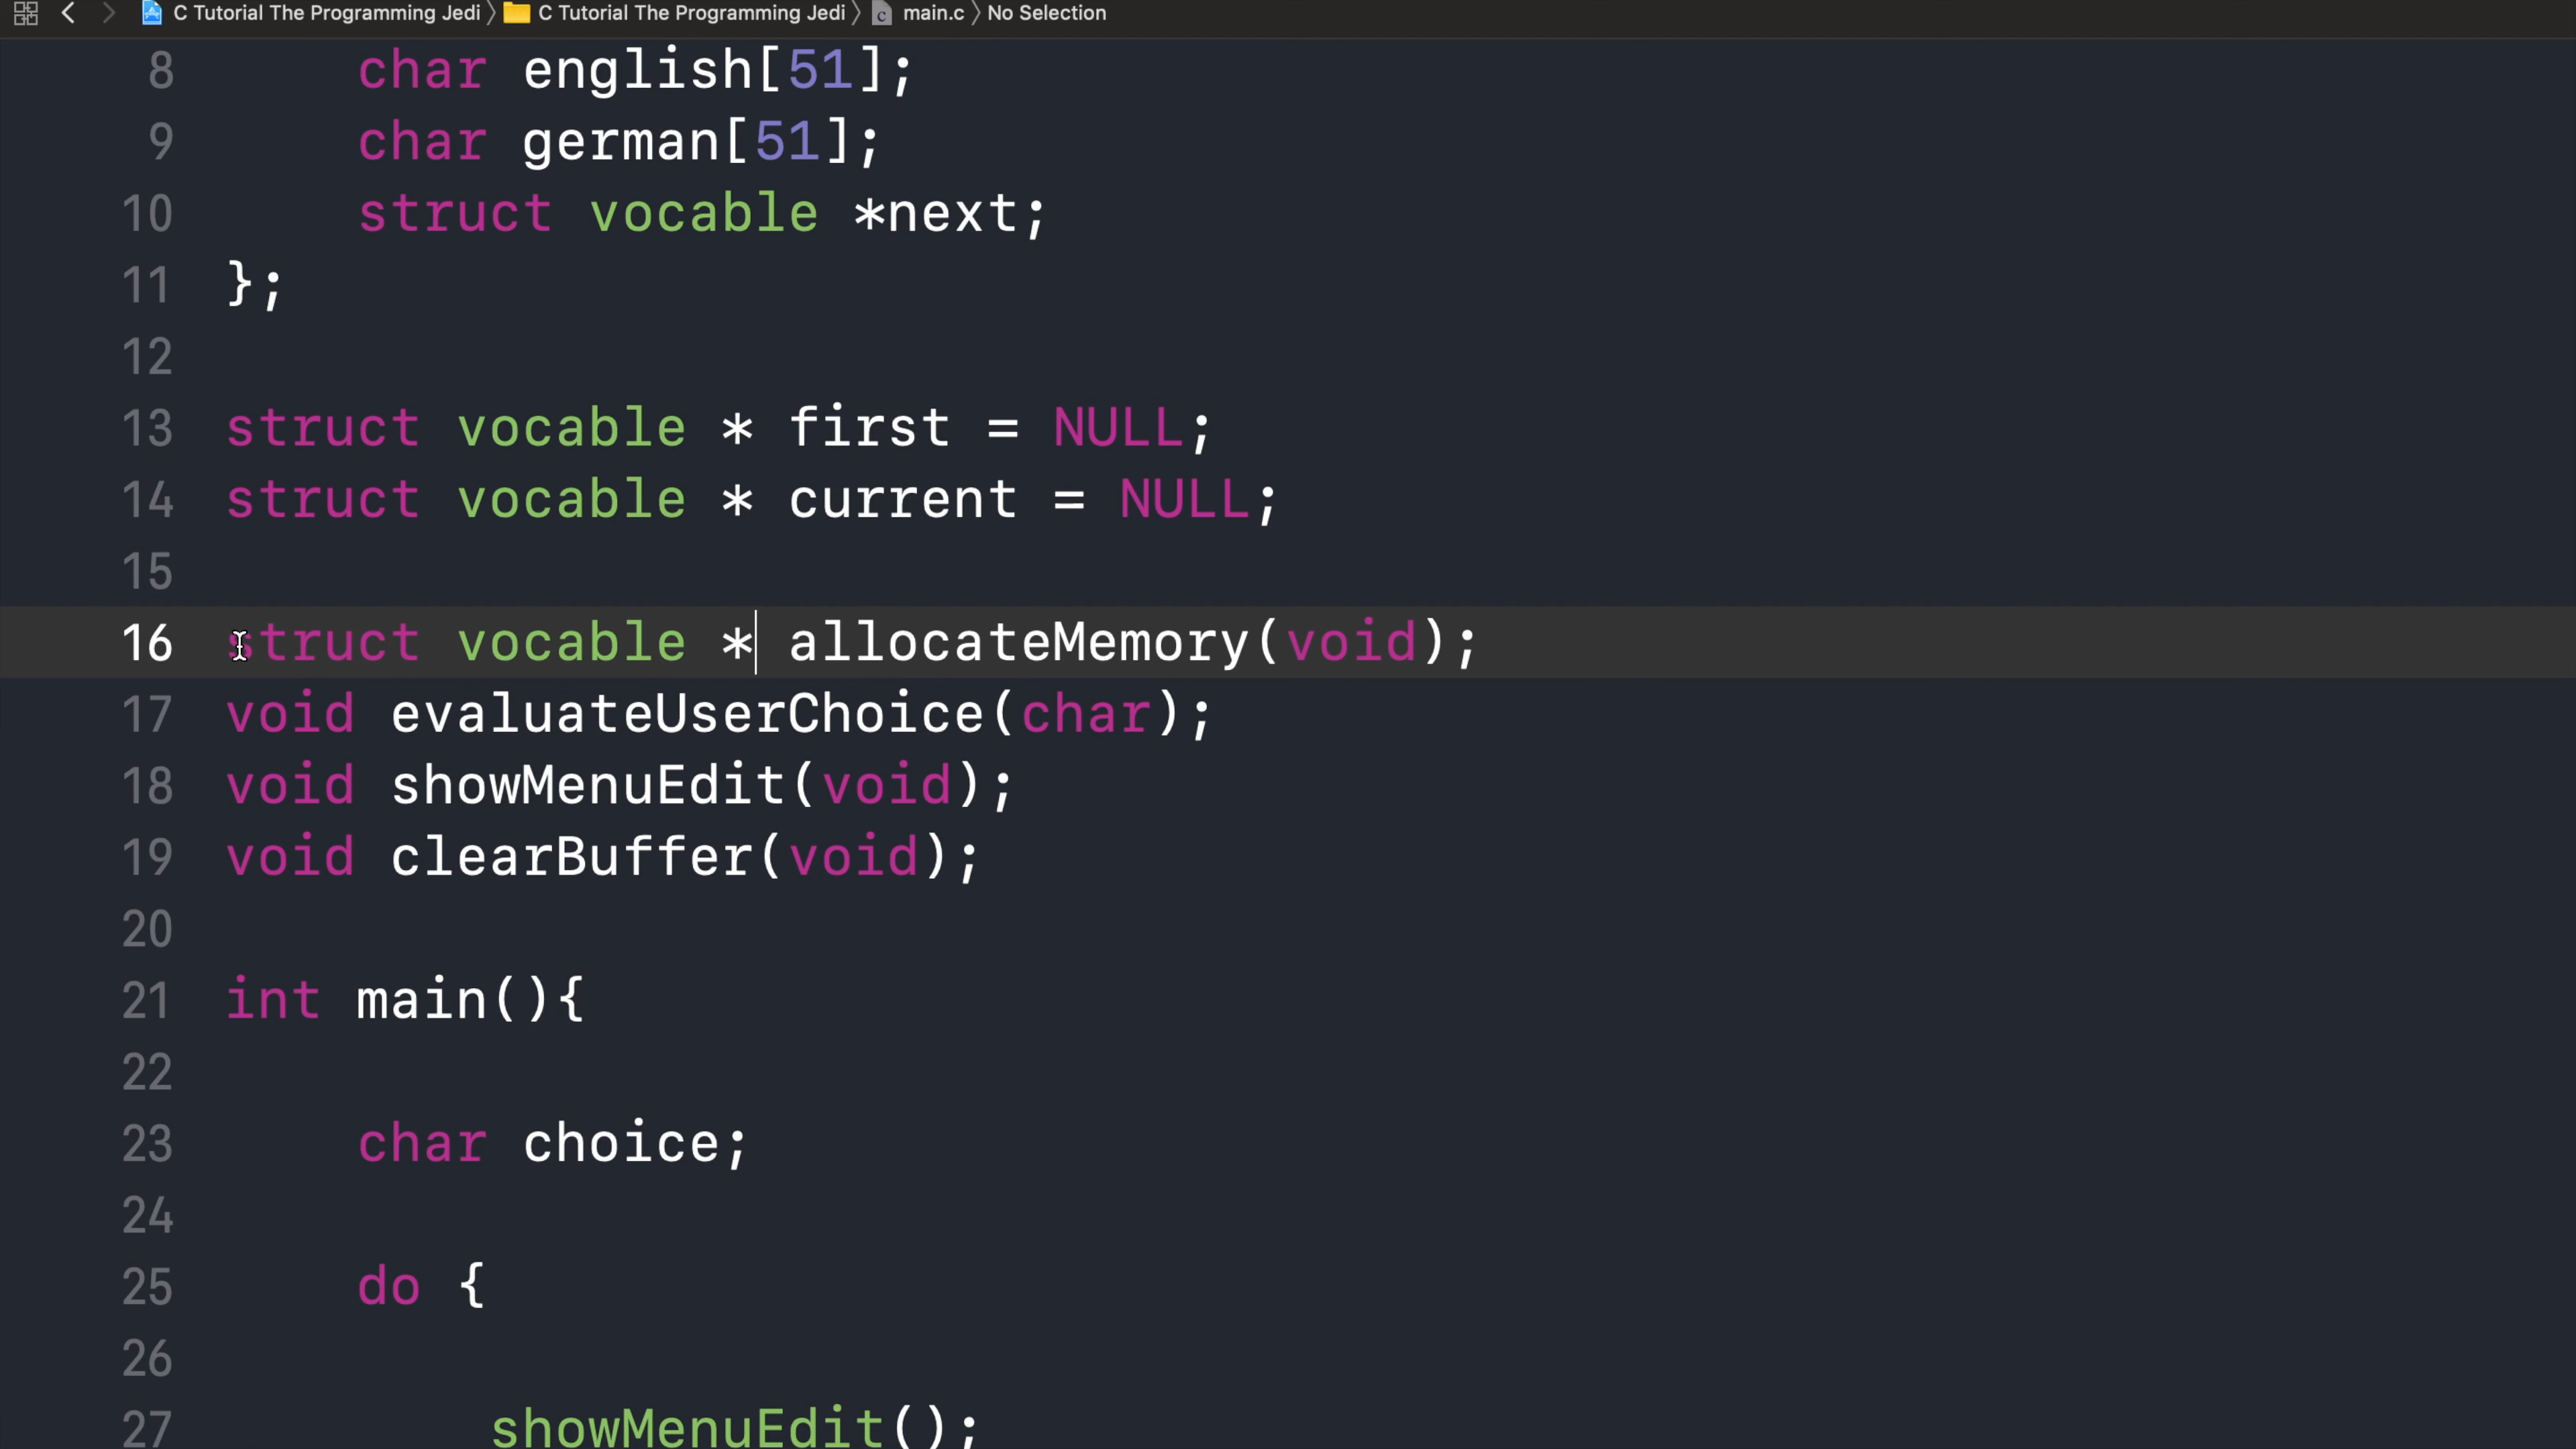 C Tutorial The Programming Jedi 〉 C Tutorial The Programming Jedi 〉 main.c 〉 No Selection
8 char english[51];
9 char german[51];
10 struct vocable *next;
11 };
12
13 struct vocable * first = NULL;
14 struct vocable * current = NULL;
15
16 struct vocable * allocateMemory(void);
17 void evaluateUserChoice(char);
18 void showMenuEdit(void);
19 void clearBuffer(void);
20
21 int main(){
22
23 char choice;
24
25 do {
26
27 showMenuEdit();